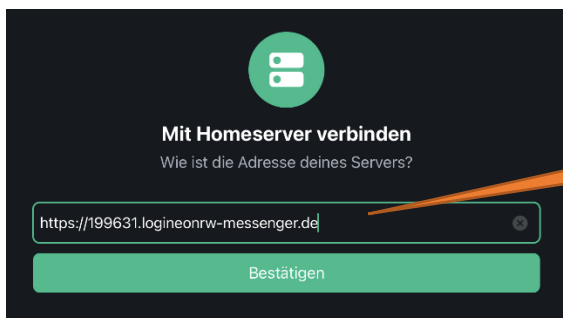 Mit Homeserver verbinden
Wie ist die Adresse deines Servers?
https://199631.logineonrw-messenger.de
Bestätigen